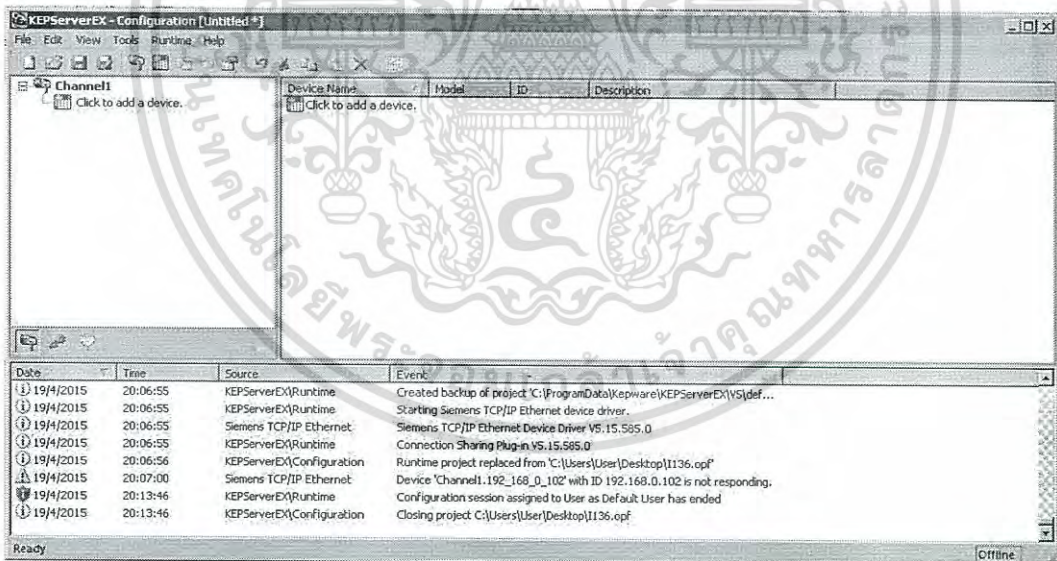 KEPServerEX - Configuration [Untitled *]
File Edit View Tools Runtime Help
Channel1
Click to add a device.
Device Name Model ID Description
Click to add a device.
Date Time Source Event
19/4/2015 20:06:55 KEPServerEX\Runtime Created backup of project 'C:\ProgramData\Kepware\KEPServerEX\V5\def...
19/4/2015 20:06:55 KEPServerEX\Runtime Starting Siemens TCP/IP Ethernet device driver.
19/4/2015 20:06:55 Siemens TCP/IP Ethernet Siemens TCP/IP Ethernet Device Driver V5.15.585.0
19/4/2015 20:06:55 KEPServerEX\Runtime Connection Sharing Plug-in V5.15.585.0
19/4/2015 20:06:56 KEPServerEX\Configuration Runtime project replaced from 'C:\Users\User\Desktop\I136.opf'
19/4/2015 20:07:00 Siemens TCP/IP Ethernet Device 'Channel1.192_168_0_102' with ID 192.168.0.102 is not responding.
19/4/2015 20:13:46 KEPServerEX\Runtime Configuration session assigned to User as Default User has ended
19/4/2015 20:13:46 KEPServerEX\Configuration Closing project C:\Users\User\Desktop\I136.opf
Ready Offline